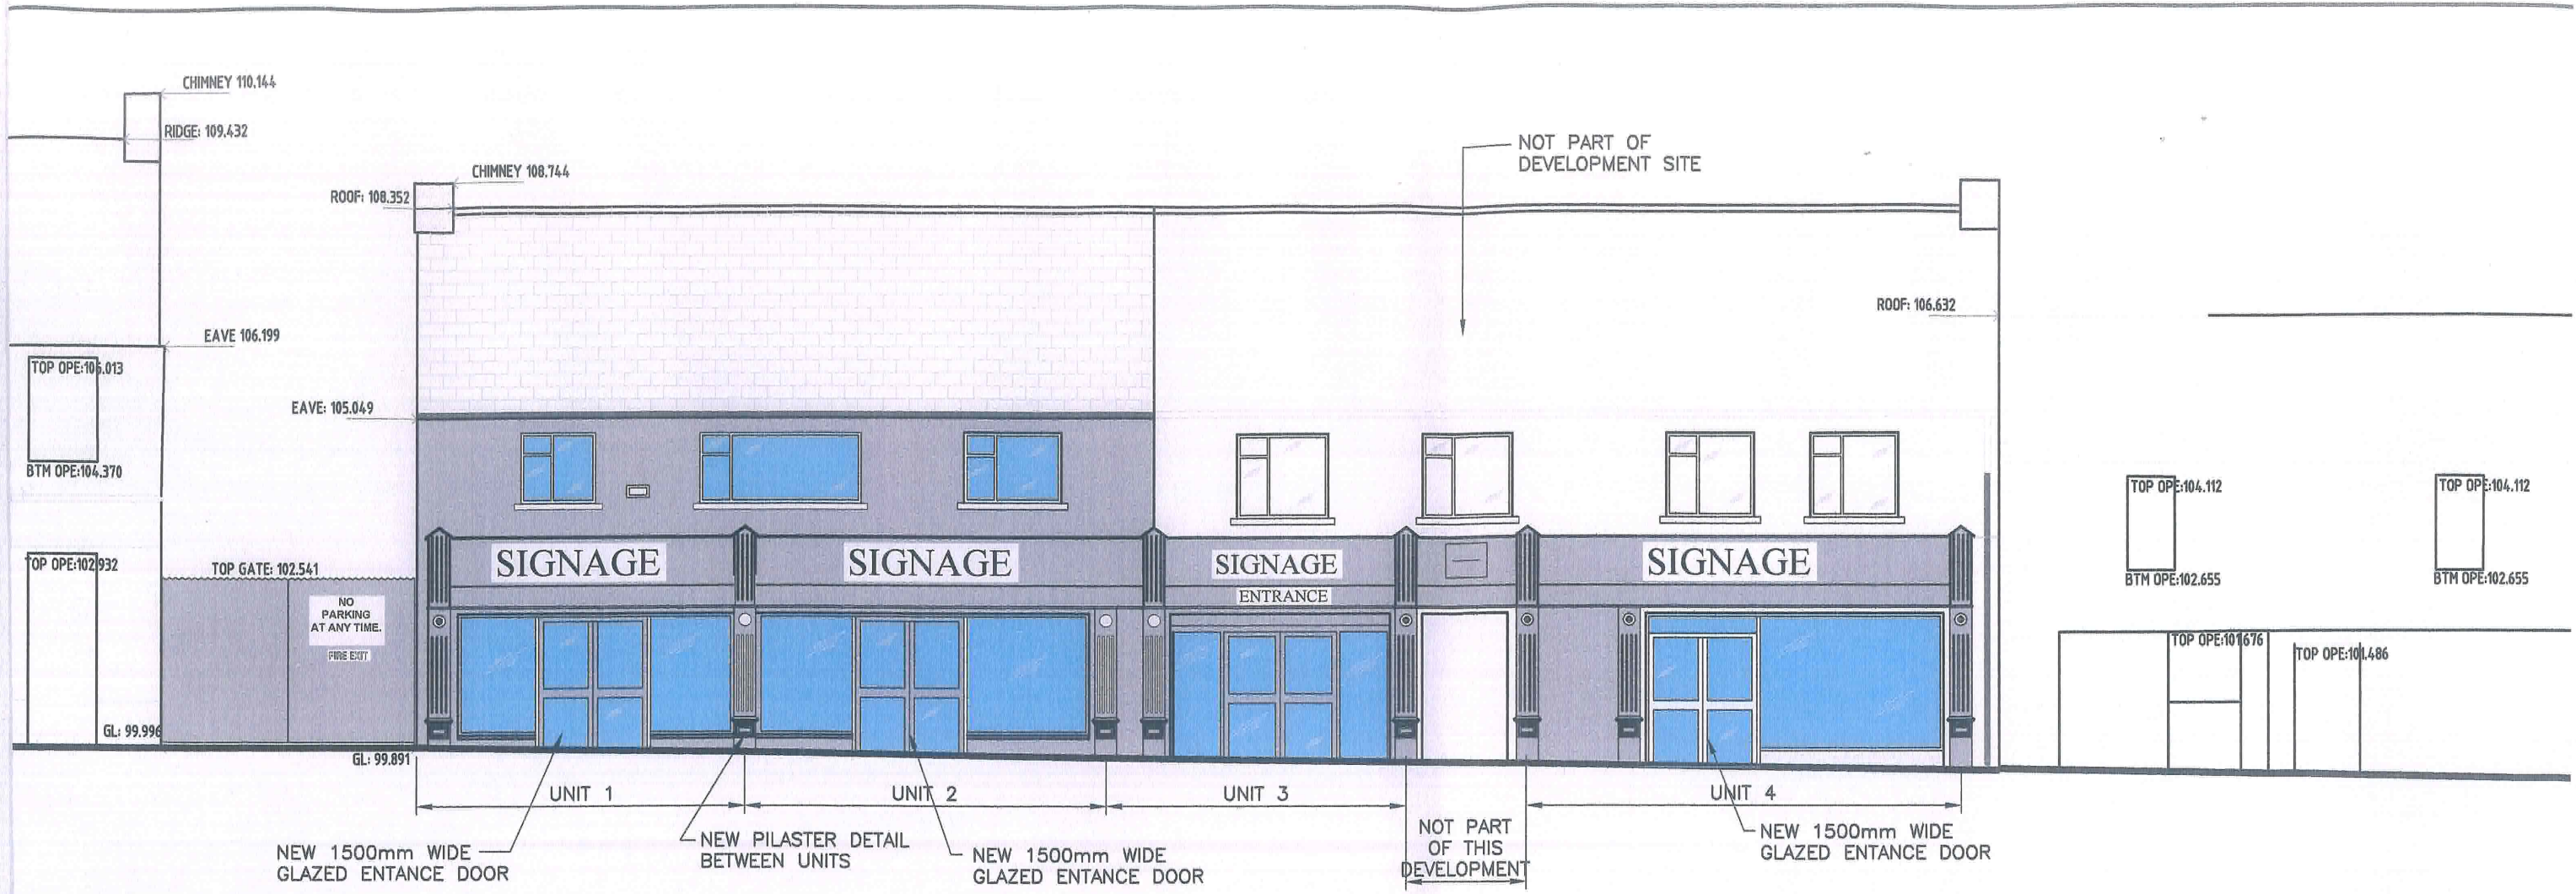 CHIMNEY 110.144
RIDGE: 109.432
CHIMNEY 108.744
ROOF: 108.352
NOT PART OF
DEVELOPMENT SITE
ROOF: 106.632
EAVE 106.199
TOP OPE:106.013
EAVE: 105.049
BTM OPE:104.370
TOP OPE:104.112
TOP OPE:104.112
BTM OPE:102.655
BTM OPE:102.655
TOP OPE:102.932
TOP GATE: 102.541
NO
PARKING
AT ANY TIME.
FIRE EXIT
SIGNAGE
SIGNAGE
SIGNAGE
ENTRANCE
SIGNAGE
TOP OPE:101.676
TOP OPE:101.486
GL: 99.996
GL: 99.891
UNIT 1
UNIT 2
UNIT 3
UNIT 4
NEW 1500mm WIDE
GLAZED ENTANCE DOOR
NEW PILASTER DETAIL
BETWEEN UNITS
NEW 1500mm WIDE
GLAZED ENTANCE DOOR
NOT PART
OF THIS
DEVELOPMENT
NEW 1500mm WIDE
GLAZED ENTANCE DOOR